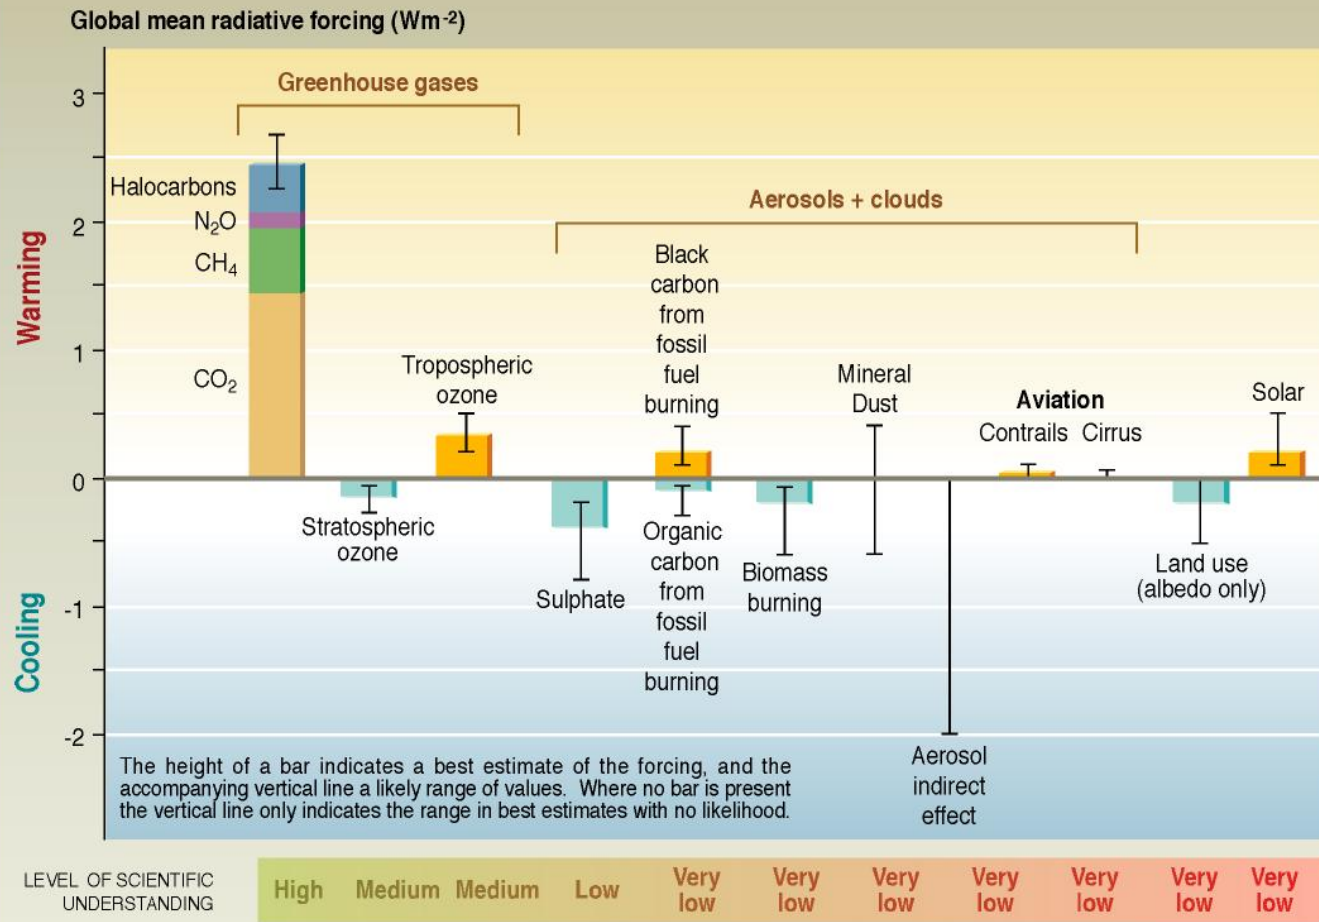 Global mean radiative forcing (Wm-2)
Greenhouse gases
3
Halocarbons
Aerosols + clouds
N2O
2
Black
carbon
from
fossil
fuel
burning
CH4
Warming
1
Tropospheric
ozone
Mineral
Dust
CO2
Aviation
Contrails Cirrus
Solar
0
Stratospheric
ozone
Organic
carbon
from
fossil
fuel
burning
Sulphate
Biomass
burning
Land use
(albedo only)
-1
Cooling
-2
Aerosol
indirect
effect
The height of a bar indicates a best estimate of the forcing, and the
accompanying vertical line a likely range of values. Where no bar is present
the vertical line only indicates the range in best estimates with no likelihood.
LEVEL OF SCIENTIFIC
UNDERSTANDING
High
Medium
Medium
Low
Very
low
Very
low
Very
low
Very
low
Very
low
Very
low
Very
low